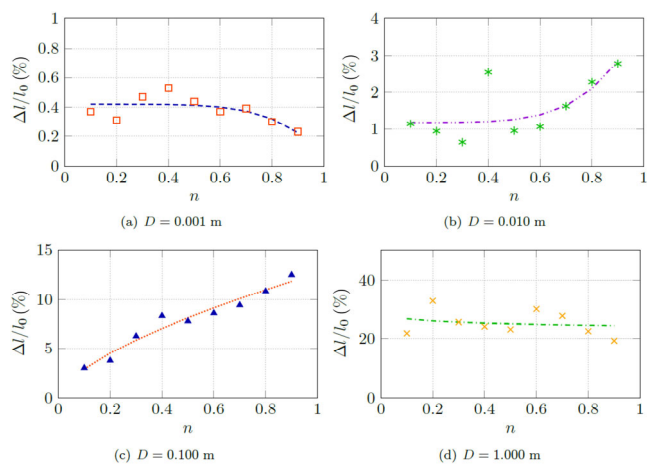 1
0.8
0.6
0.4
0.2
0
0 0.2 0.4 0.6 0.8 1
Δl/l₀ (%)
n
(a) D = 0.001 m
4
3
2
1
0
0 0.2 0.4 0.6 0.8 1
Δl/l₀ (%)
n
(b) D = 0.010 m
15
10
5
0
0 0.2 0.4 0.6 0.8 1
Δl/l₀ (%)
n
(c) D = 0.100 m
40
20
0
0 0.2 0.4 0.6 0.8 1
Δl/l₀ (%)
n
(d) D = 1.000 m